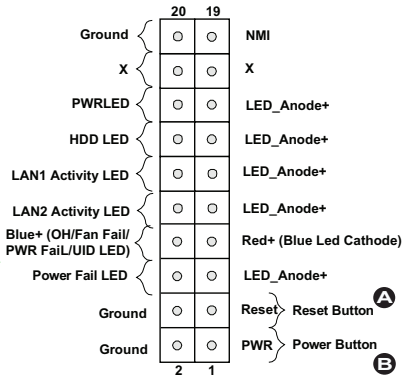 20 19
Ground NMI
X X
PWRLED LED_Anode+
HDD LED LED_Anode+
LAN1 Activity LED LED_Anode+
LAN2 Activity LED LED_Anode+
Blue+ (OH/Fan Fail/
PWR FaiL/UID LED) Red+ (Blue Led Cathode)
Power Fail LED LED_Anode+
A
Ground Reset Reset Button
Ground PWR Power Button
B
2 1